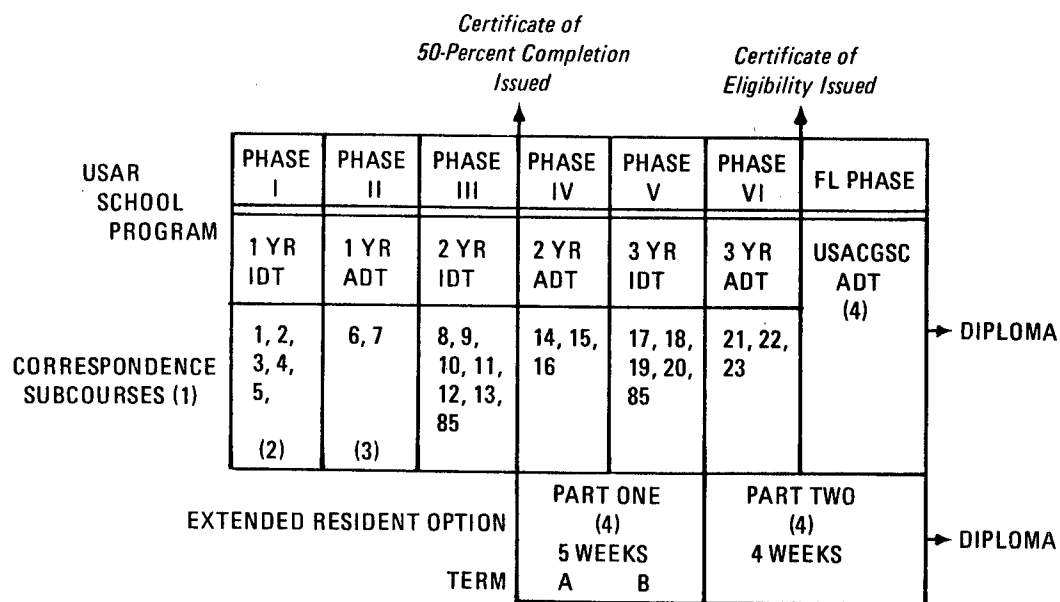 Certificate of
50-Percent Completion
Issued
Certificate of
Eligibility Issued
USAR
SCHOOL
PROGRAM
PHASE
I
PHASE
II
PHASE
III
PHASE
IV
PHASE
V
PHASE
VI
FL PHASE
1 YR
IDT
1 YR
ADT
2 YR
IDT
2 YR
ADT
3 YR
IDT
3 YR
ADT
USACGSC
ADT
(4)
CORRESPONDENCE
SUBCOURSES (1)
1, 2,
3, 4,
5,
(2)
6, 7
(3)
8, 9,
10, 11,
12, 13,
85
14, 15,
16
17, 18,
19, 20,
85
21, 22,
23
DIPLOMA
EXTENDED RESIDENT OPTION
TERM
PART ONE
(4)
5 WEEKS
A B
PART TWO
(4)
4 WEEKS
DIPLOMA